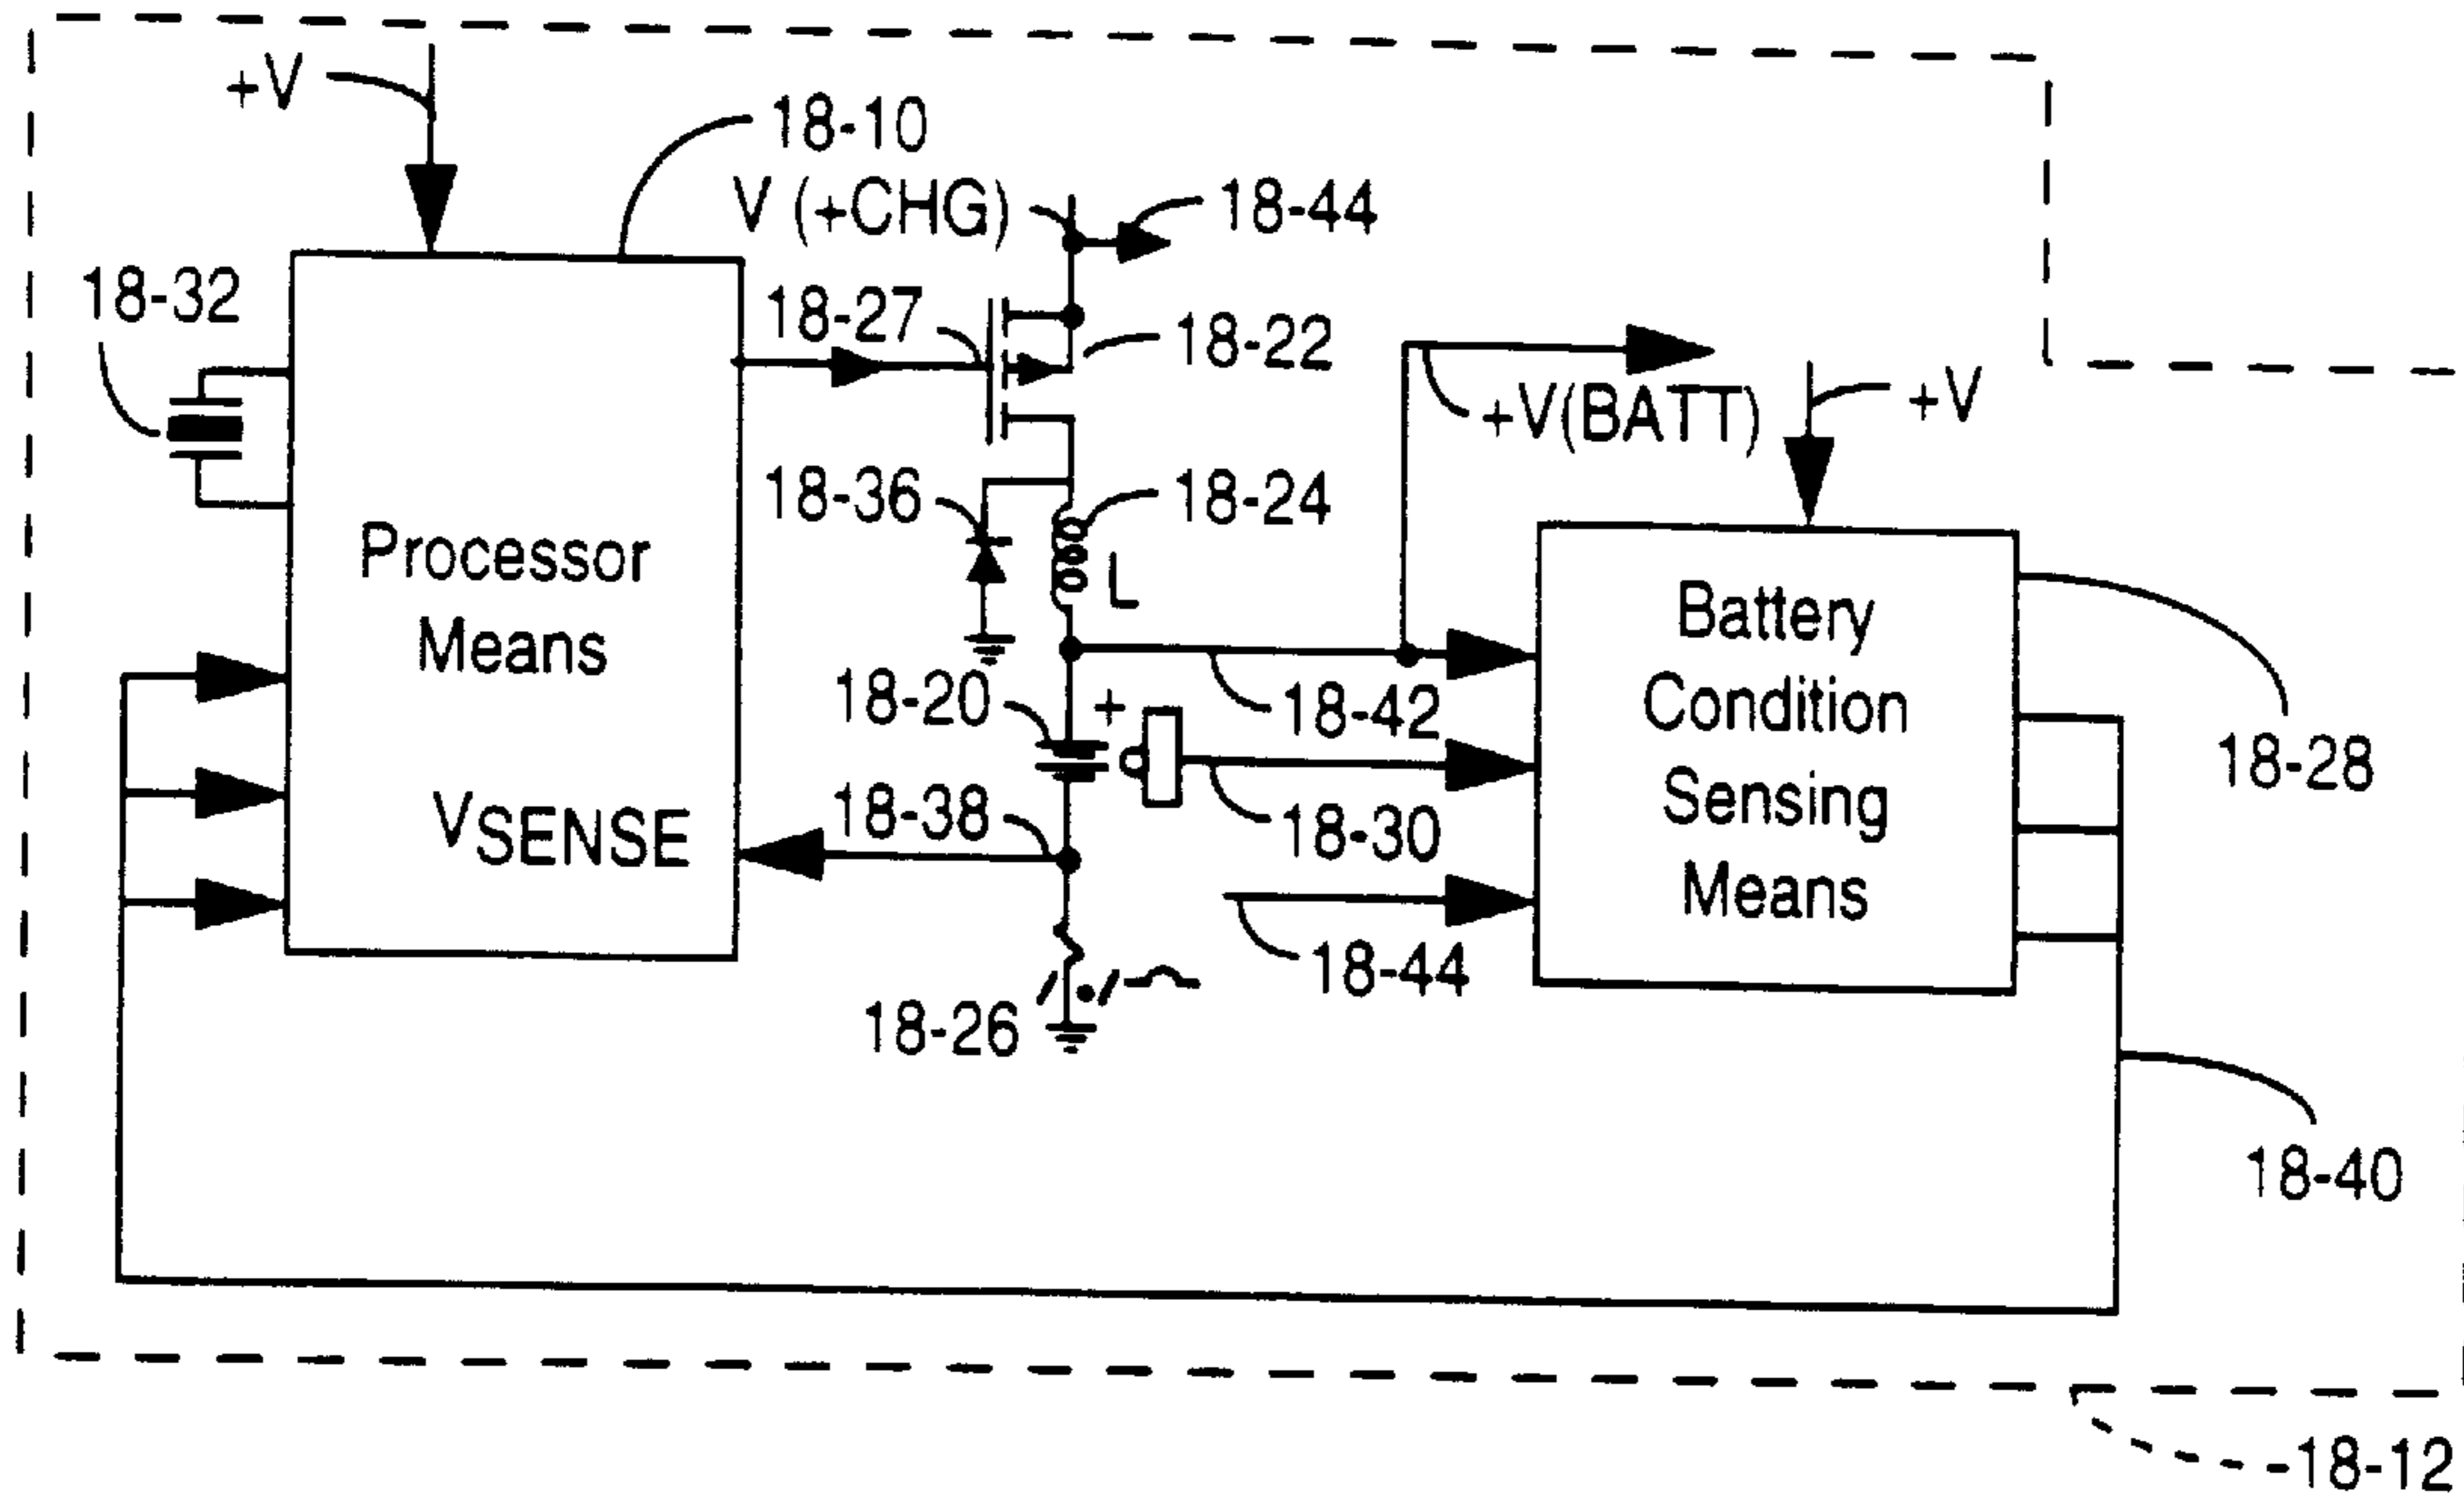 +V
18-10
V (+CHG)
18-44
18-32
18-27
18-22
+V(BATT)
+V
18-36
18-24
L
Processor
Means
Battery
Condition
Sensing
Means
18-20
+
18-42
18-28
VSENSE
18-38
18-30
18-44
18-26
18-40
18-12